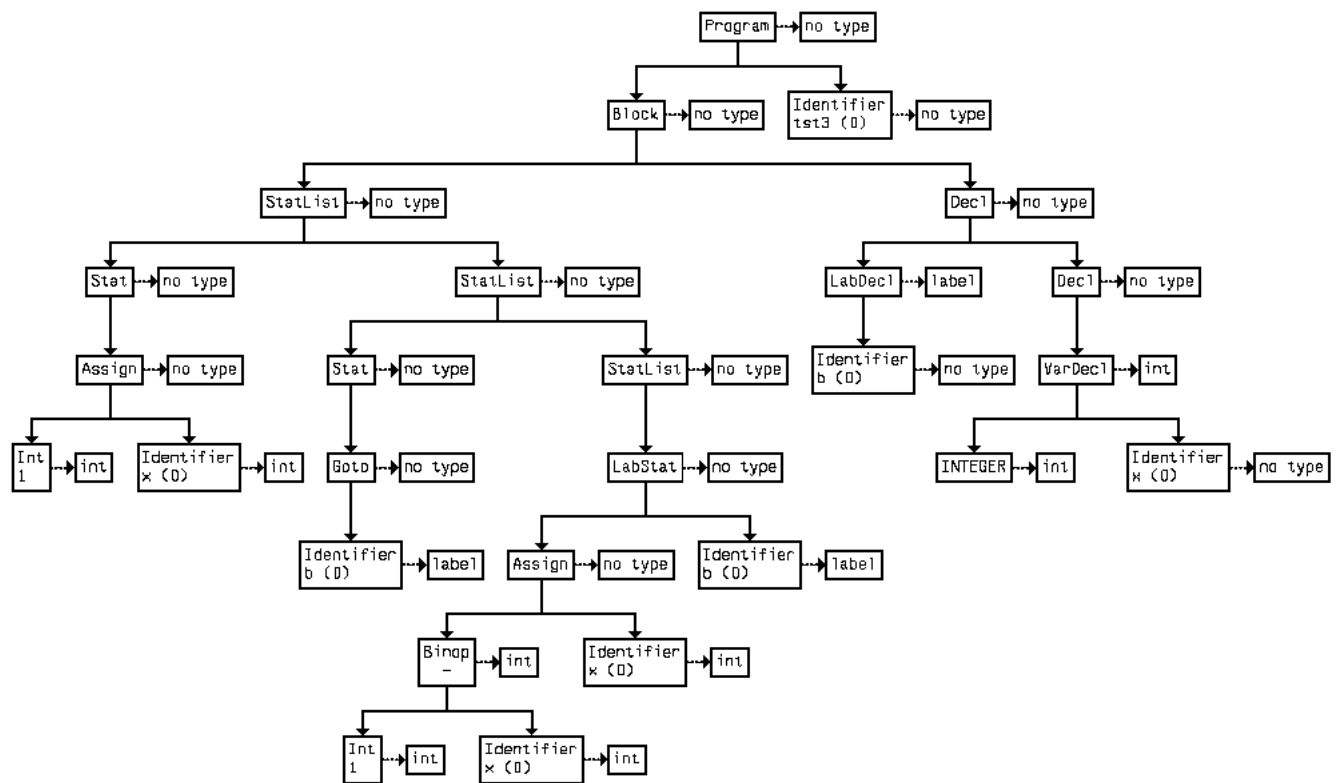 Program
no type
Block
no type
Identifier
tst3 (0)
no type
StatList
no type
Decl
no type
Stat
no type
StatList
no type
LabDecl
label
Decl
no type
Assign
no type
Stat
no type
StatList
no type
Identifier
b (0)
no type
VarDecl
int
Int
1
int
Identifier
x (0)
int
Goto
no type
LabStat
no type
INTEGER
int
Identifier
x (0)
no type
Identifier
b (0)
label
Assign
no type
Identifier
b (0)
label
Binop
-
int
Identifier
x (0)
int
Int
1
int
Identifier
x (0)
int